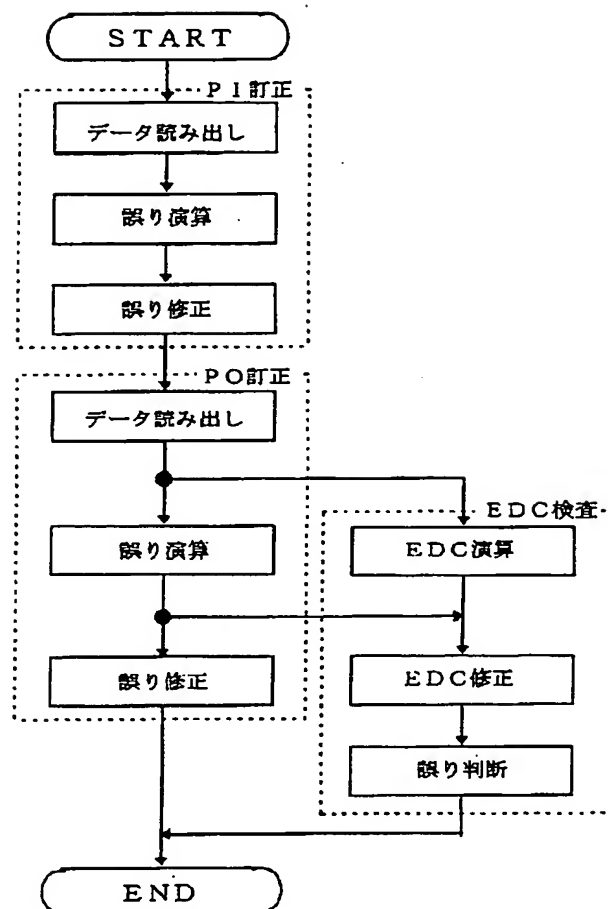 START
PI訂正
データ読み出し
誤り演算
誤り修正
PO訂正
データ読み出し
EDC検査
誤り演算
EDC演算
誤り修正
EDC修正
誤り判断
END